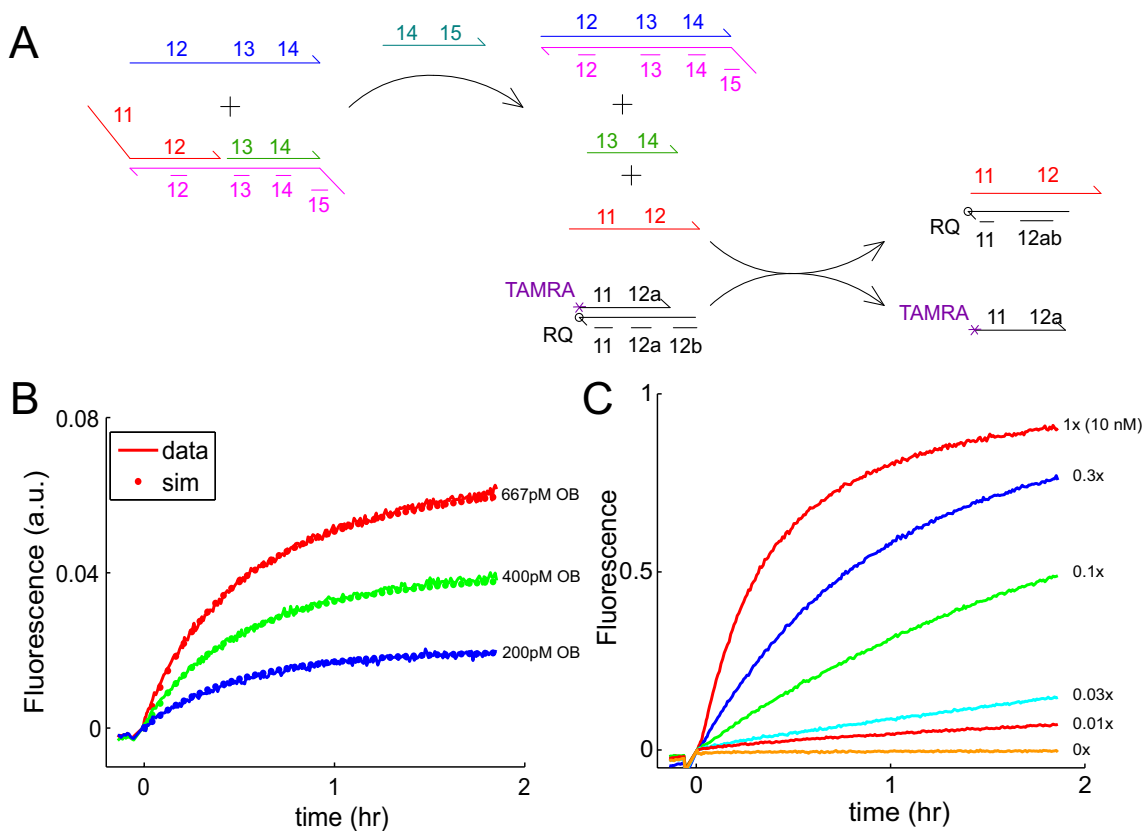 A
12 13 14
14 15
12 13 14
12 13 14
15
11
+
+
12
13 14
13 14
12 13 14
15
+
11 12
11 12
RQ
11 12ab
TAMRA
11 12a
RQ
11 12a 12b
TAMRA
11 12a
B
0.08
0.04
0
Fluorescence (a.u.)
data
sim
667pM OB
400pM OB
200pM OB
0 1 2
time (hr)
C
1
0.5
0
Fluorescence
1x (10 nM)
0.3x
0.1x
0.03x
0.01x
0x
0 1 2
time (hr)